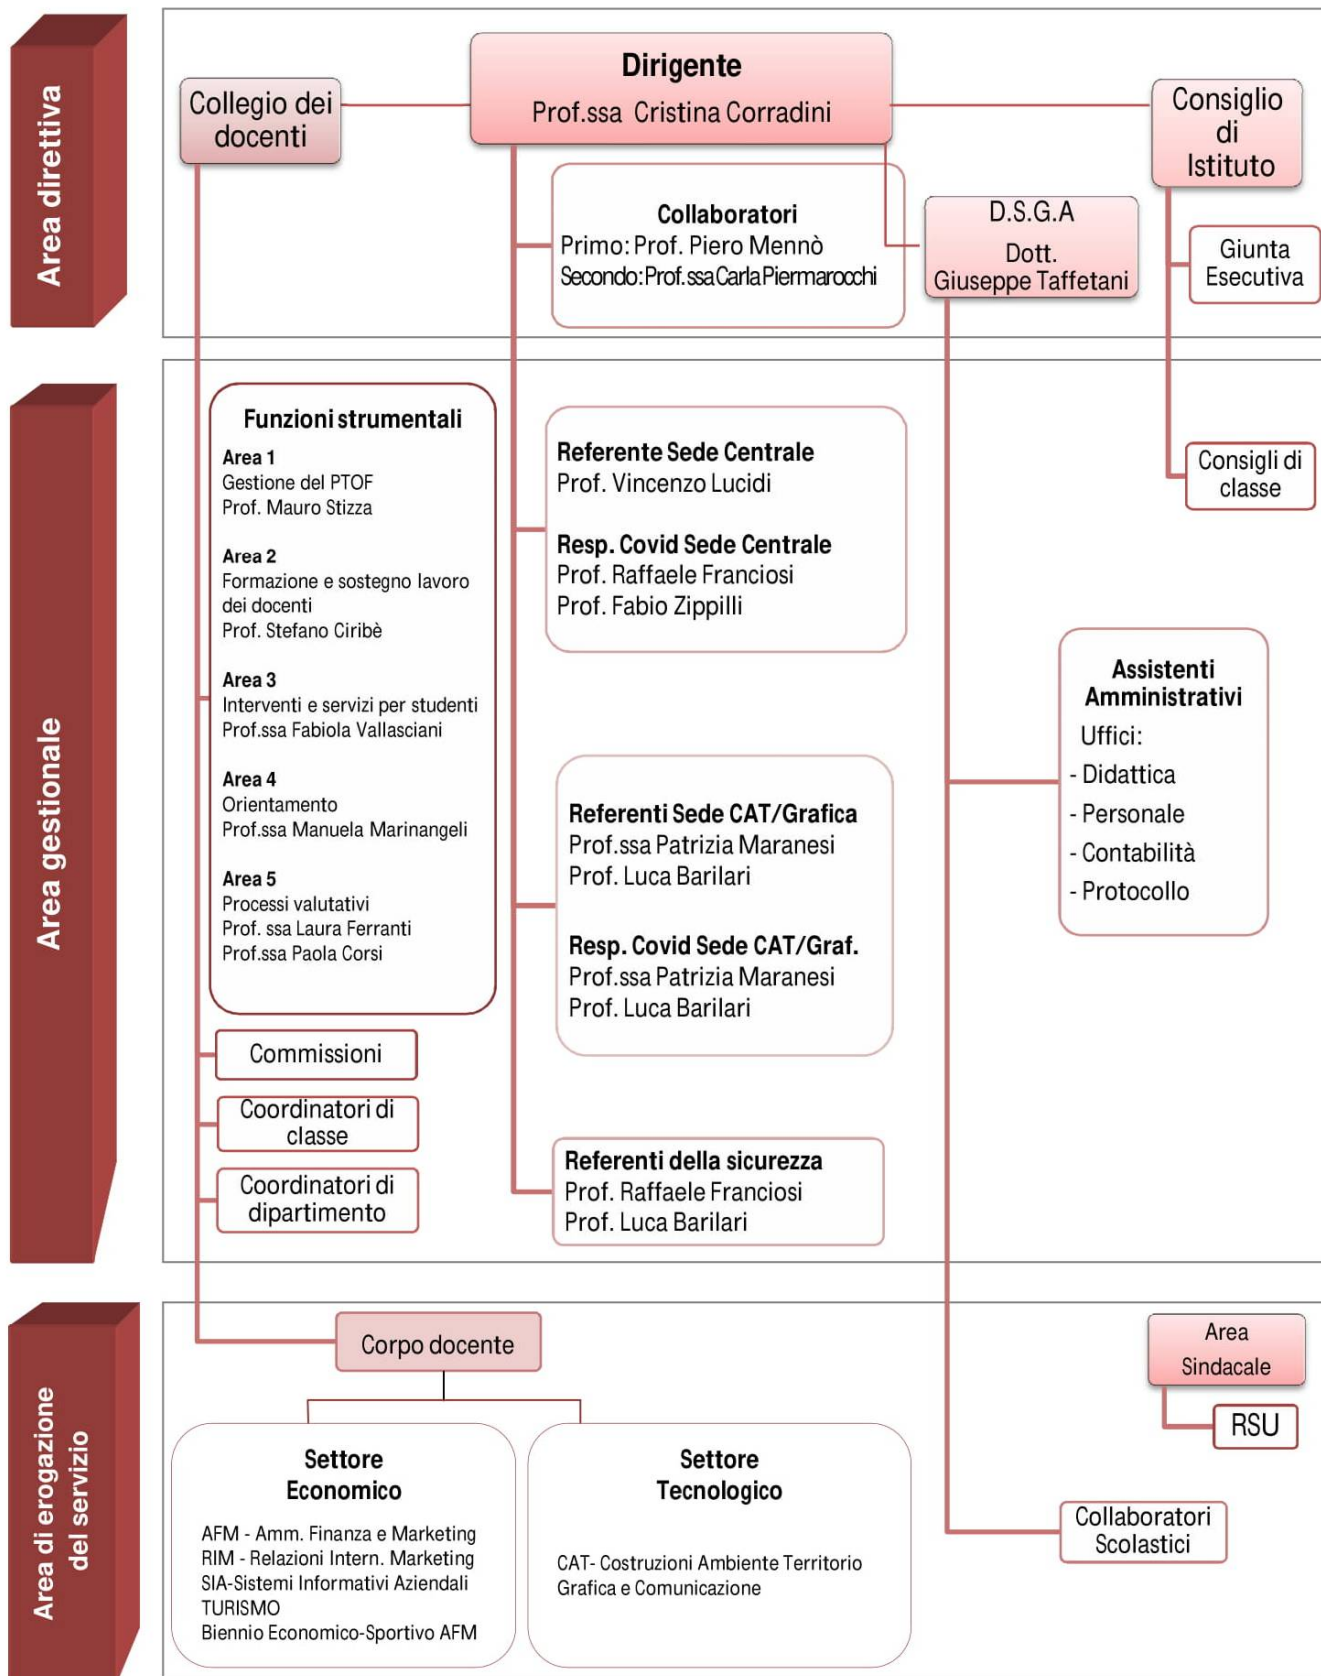 Area direttiva
Collegio dei
docenti
Dirigente
Prof.ssa Cristina Corradini
Consiglio
di
Istituto
Collaboratori
Primo: Prof. Piero Mennò
Secondo: Prof.ssa Carla Piermarocchi
D.S.G.A
Dott.
Giuseppe Taffetani
Giunta
Esecutiva
Area gestionale
Funzioni strumentali
Area 1
Gestione del PTOF
Prof. Mauro Stizza
Area 2
Formazione e sostegno lavoro
dei docenti
Prof. Stefano Ciribè
Area 3
Interventi e servizi per studenti
Prof.ssa Fabiola Vallasciani
Area 4
Orientamento
Prof.ssa Manuela Marinangeli
Area 5
Processi valutativi
Prof. ssa Laura Ferranti
Prof.ssa Paola Corsi
Commissioni
Coordinatori di
classe
Coordinatori di
dipartimento
Referente Sede Centrale
Prof. Vincenzo Lucidi
Resp. Covid Sede Centrale
Prof. Raffaele Franciosi
Prof. Fabio Zippilli
Referenti Sede CAT/Grafica
Prof.ssa Patrizia Maranesi
Prof. Luca Barilari
Resp. Covid Sede CAT/Graf.
Prof.ssa Patrizia Maranesi
Prof. Luca Barilari
Referenti della sicurezza
Prof. Raffaele Franciosi
Prof. Luca Barilari
Consigli di
classe
Assistenti
Amministrativi
Uffici:
- Didattica
- Personale
- Contabilità
- Protocollo
Area di erogazione
del servizio
Corpo docente
Settore
Economico
AFM - Amm. Finanza e Marketing
RIM - Relazioni Intern. Marketing
SIA-Sistemi Informativi Aziendali
TURISMO
Biennio Economico-Sportivo AFM
Settore
Tecnologico
CAT- Costruzioni Ambiente Territorio
Grafica e Comunicazione
Area
Sindacale
RSU
Collaboratori
Scolastici